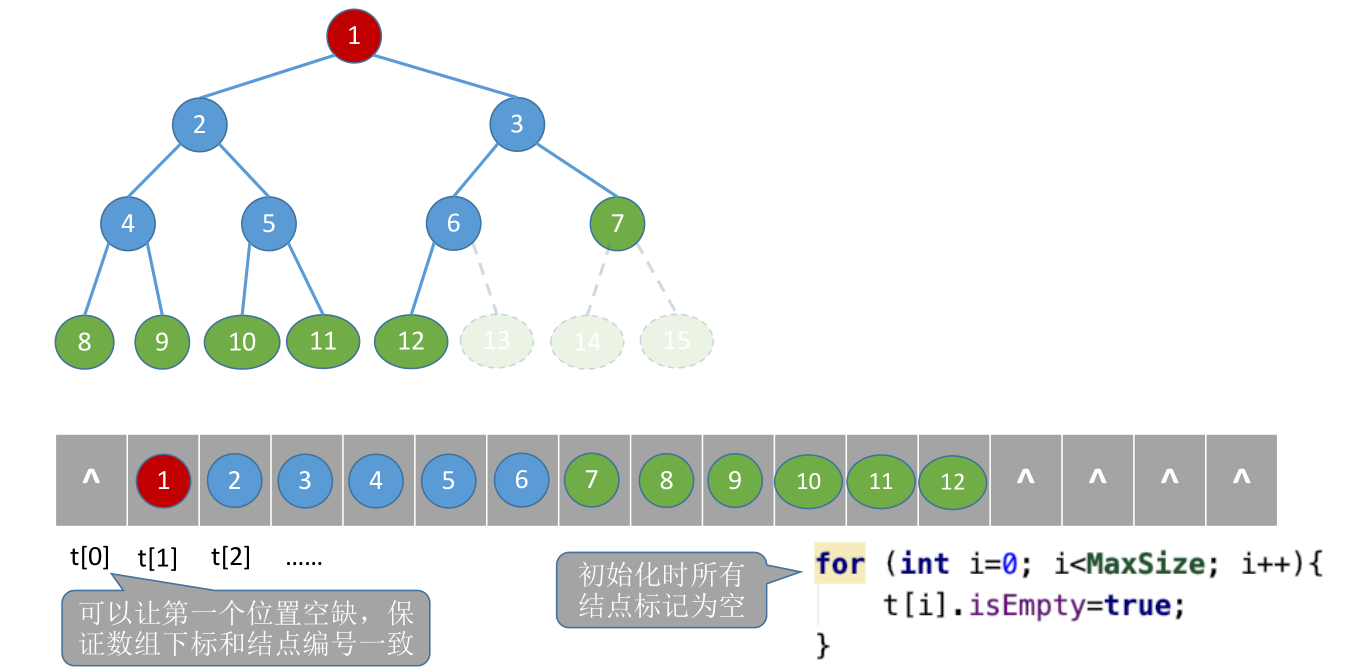 1
2 3
4 5 6 7
8 9 10 11 12 13 14 15
^ 1 2 3 4 5 6 7 8 9 10 11 12 ^ ^ ^ ^
t[0] t[1] t[2] ……
可以让第一个位置空缺，保
证数组下标和结点编号一致
初始化时所有
结点标记为空
for (int i=0; i<MaxSize; i++){
t[i].isEmpty=true;
}